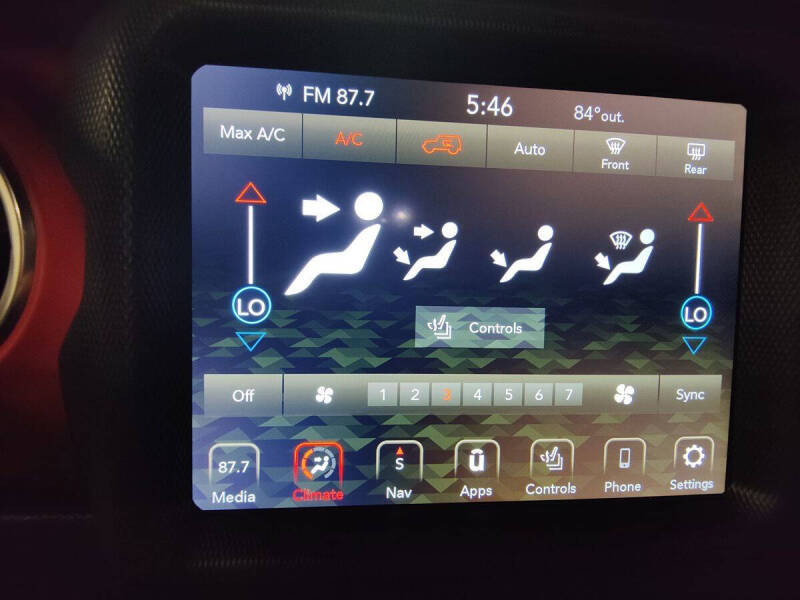 FM 87.7
5:46
84°out.
Max A/C
A/C
Auto
Front
Rear
LO
LO
Controls
Off
1 2 3 4 5 6 7
Sync
87.7
Media
Climate
S
Nav
ū
Apps
Controls
Phone
Settings